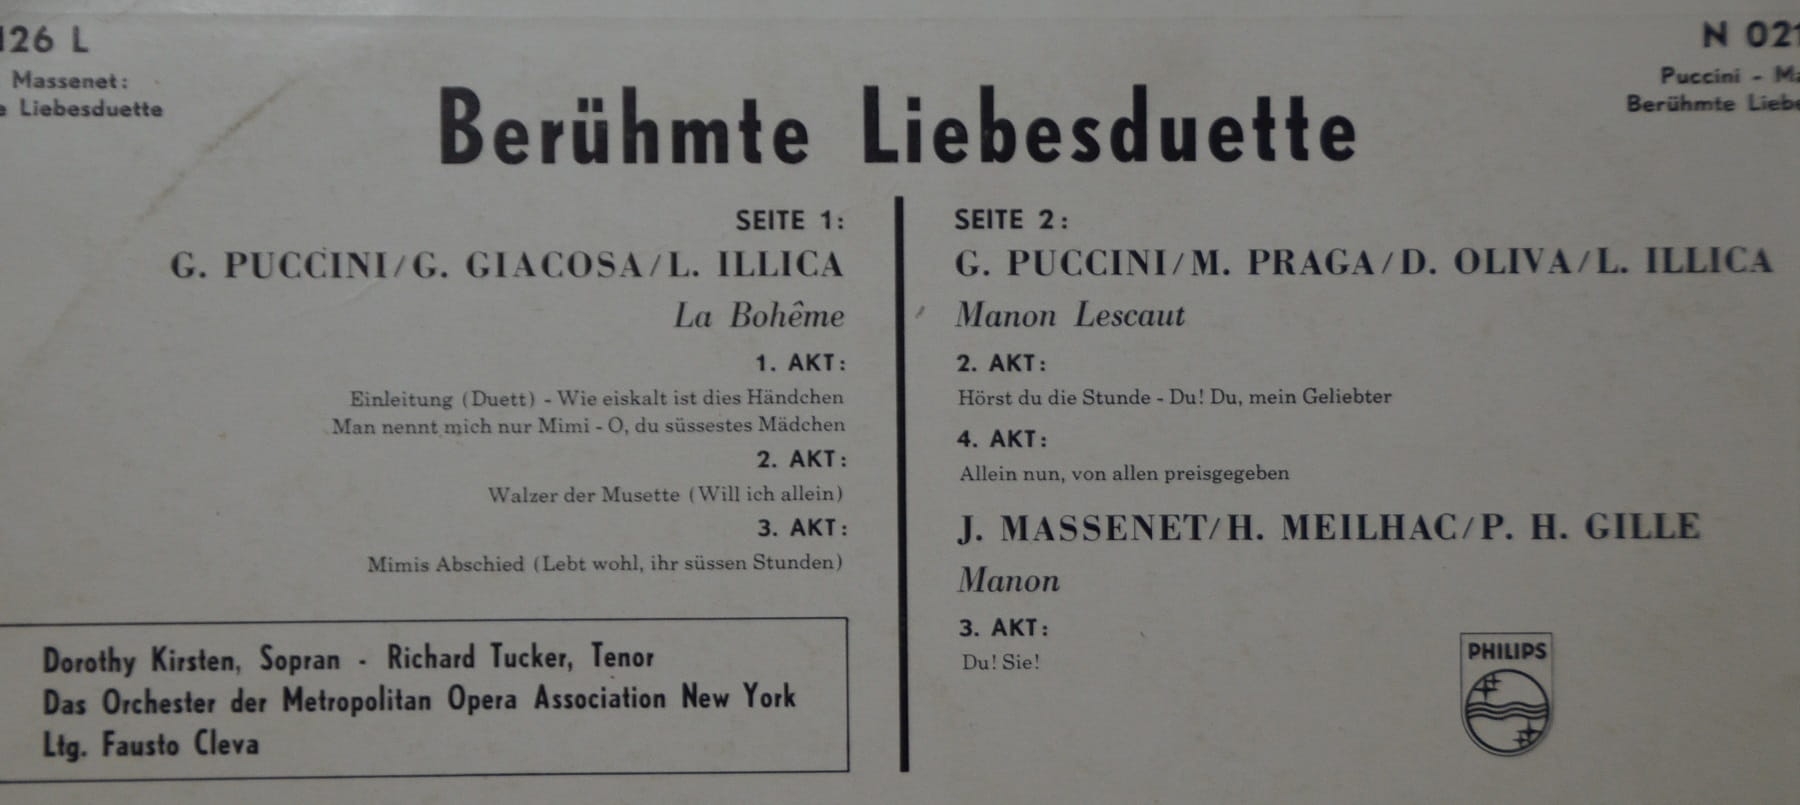 126 L
Massenet:
e Liebesduette
N 021
Puccini - Ma
Berühmte Liebe
Berühmte Liebesduette
SEITE 1:
G. PUCCINI/G. GIACOSA/L. ILLICA
La Bohême
1. AKT:
Einleitung (Duett) - Wie eiskalt ist dies Händchen
Man nennt mich nur Mimi - O, du süssestes Mädchen
2. AKT:
Walzer der Musette (Will ich allein)
3. AKT:
Mimis Abschied (Lebt wohl, ihr süssen Stunden)
Dorothy Kirsten, Sopran - Richard Tucker, Tenor
Das Orchester der Metropolitan Opera Association New York
Ltg. Fausto Cleva
SEITE 2:
G. PUCCINI/M. PRAGA/D. OLIVA/L. ILLICA
Manon Lescaut
2. AKT:
Hörst du die Stunde - Du! Du, mein Geliebter
4. AKT:
Allein nun, von allen preisgegeben
J. MASSENET/H. MEILHAC/P. H. GILLE
Manon
3. AKT:
Du! Sie!
PHILIPS